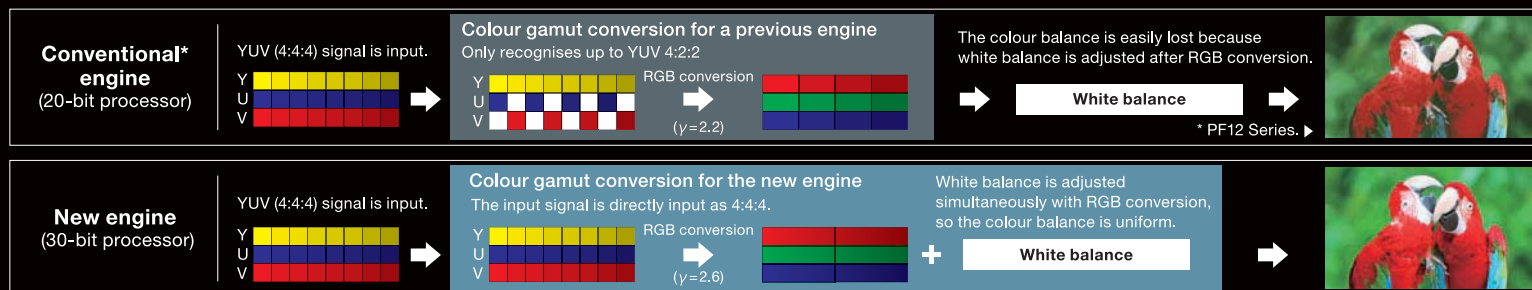 Conventional*
engine
(20-bit processor)
YUV (4:4:4) signal is input.
Y
U
V
Colour gamut conversion for a previous engine
Only recognises up to YUV 4:2:2
Y
U
V
RGB conversion
(γ=2.2)
The colour balance is easily lost because
white balance is adjusted after RGB conversion.
White balance
* PF12 Series.
New engine
(30-bit processor)
YUV (4:4:4) signal is input.
Y
U
V
Colour gamut conversion for the new engine
The input signal is directly input as 4:4:4.
Y
U
V
RGB conversion
(γ=2.6)
White balance is adjusted
simultaneously with RGB conversion,
so the colour balance is uniform.
+
White balance